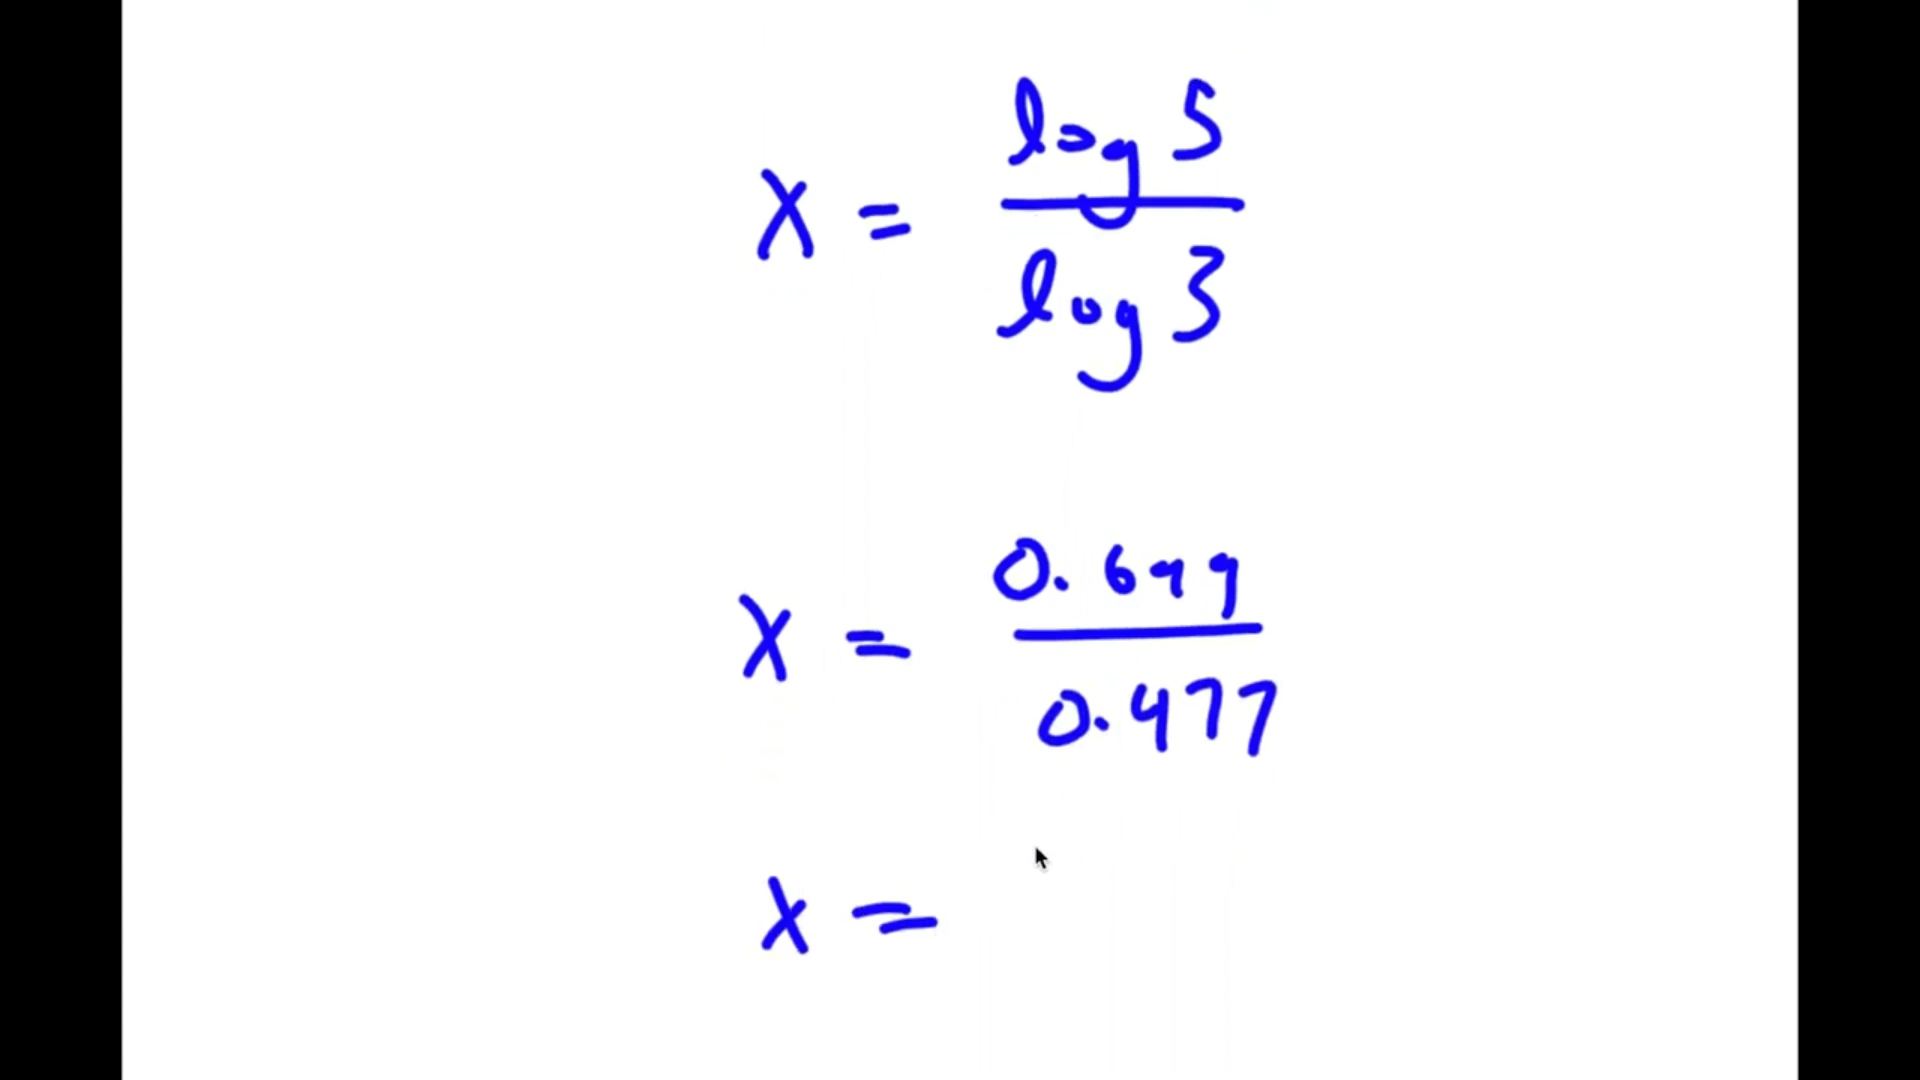 x = log 5 / log 3
x = 0.699 / 0.477
x =